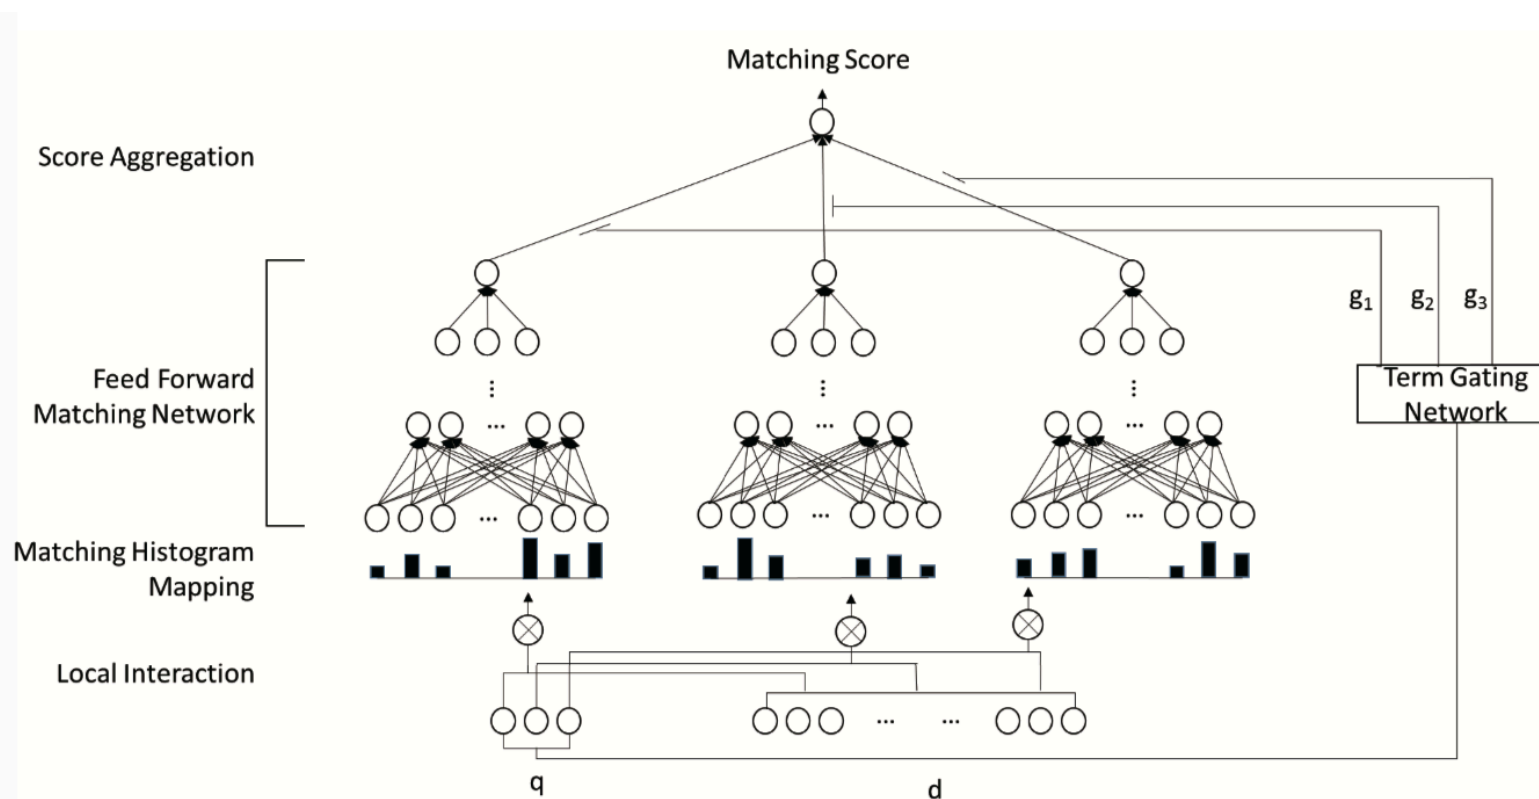 Matching Score
Score Aggregation
g1
g2
g3
Feed Forward
Matching Network
...
...
...
Term Gating
Network
...
...
...
...
...
...
Matching Histogram
Mapping
Local Interaction
...
...
q
d